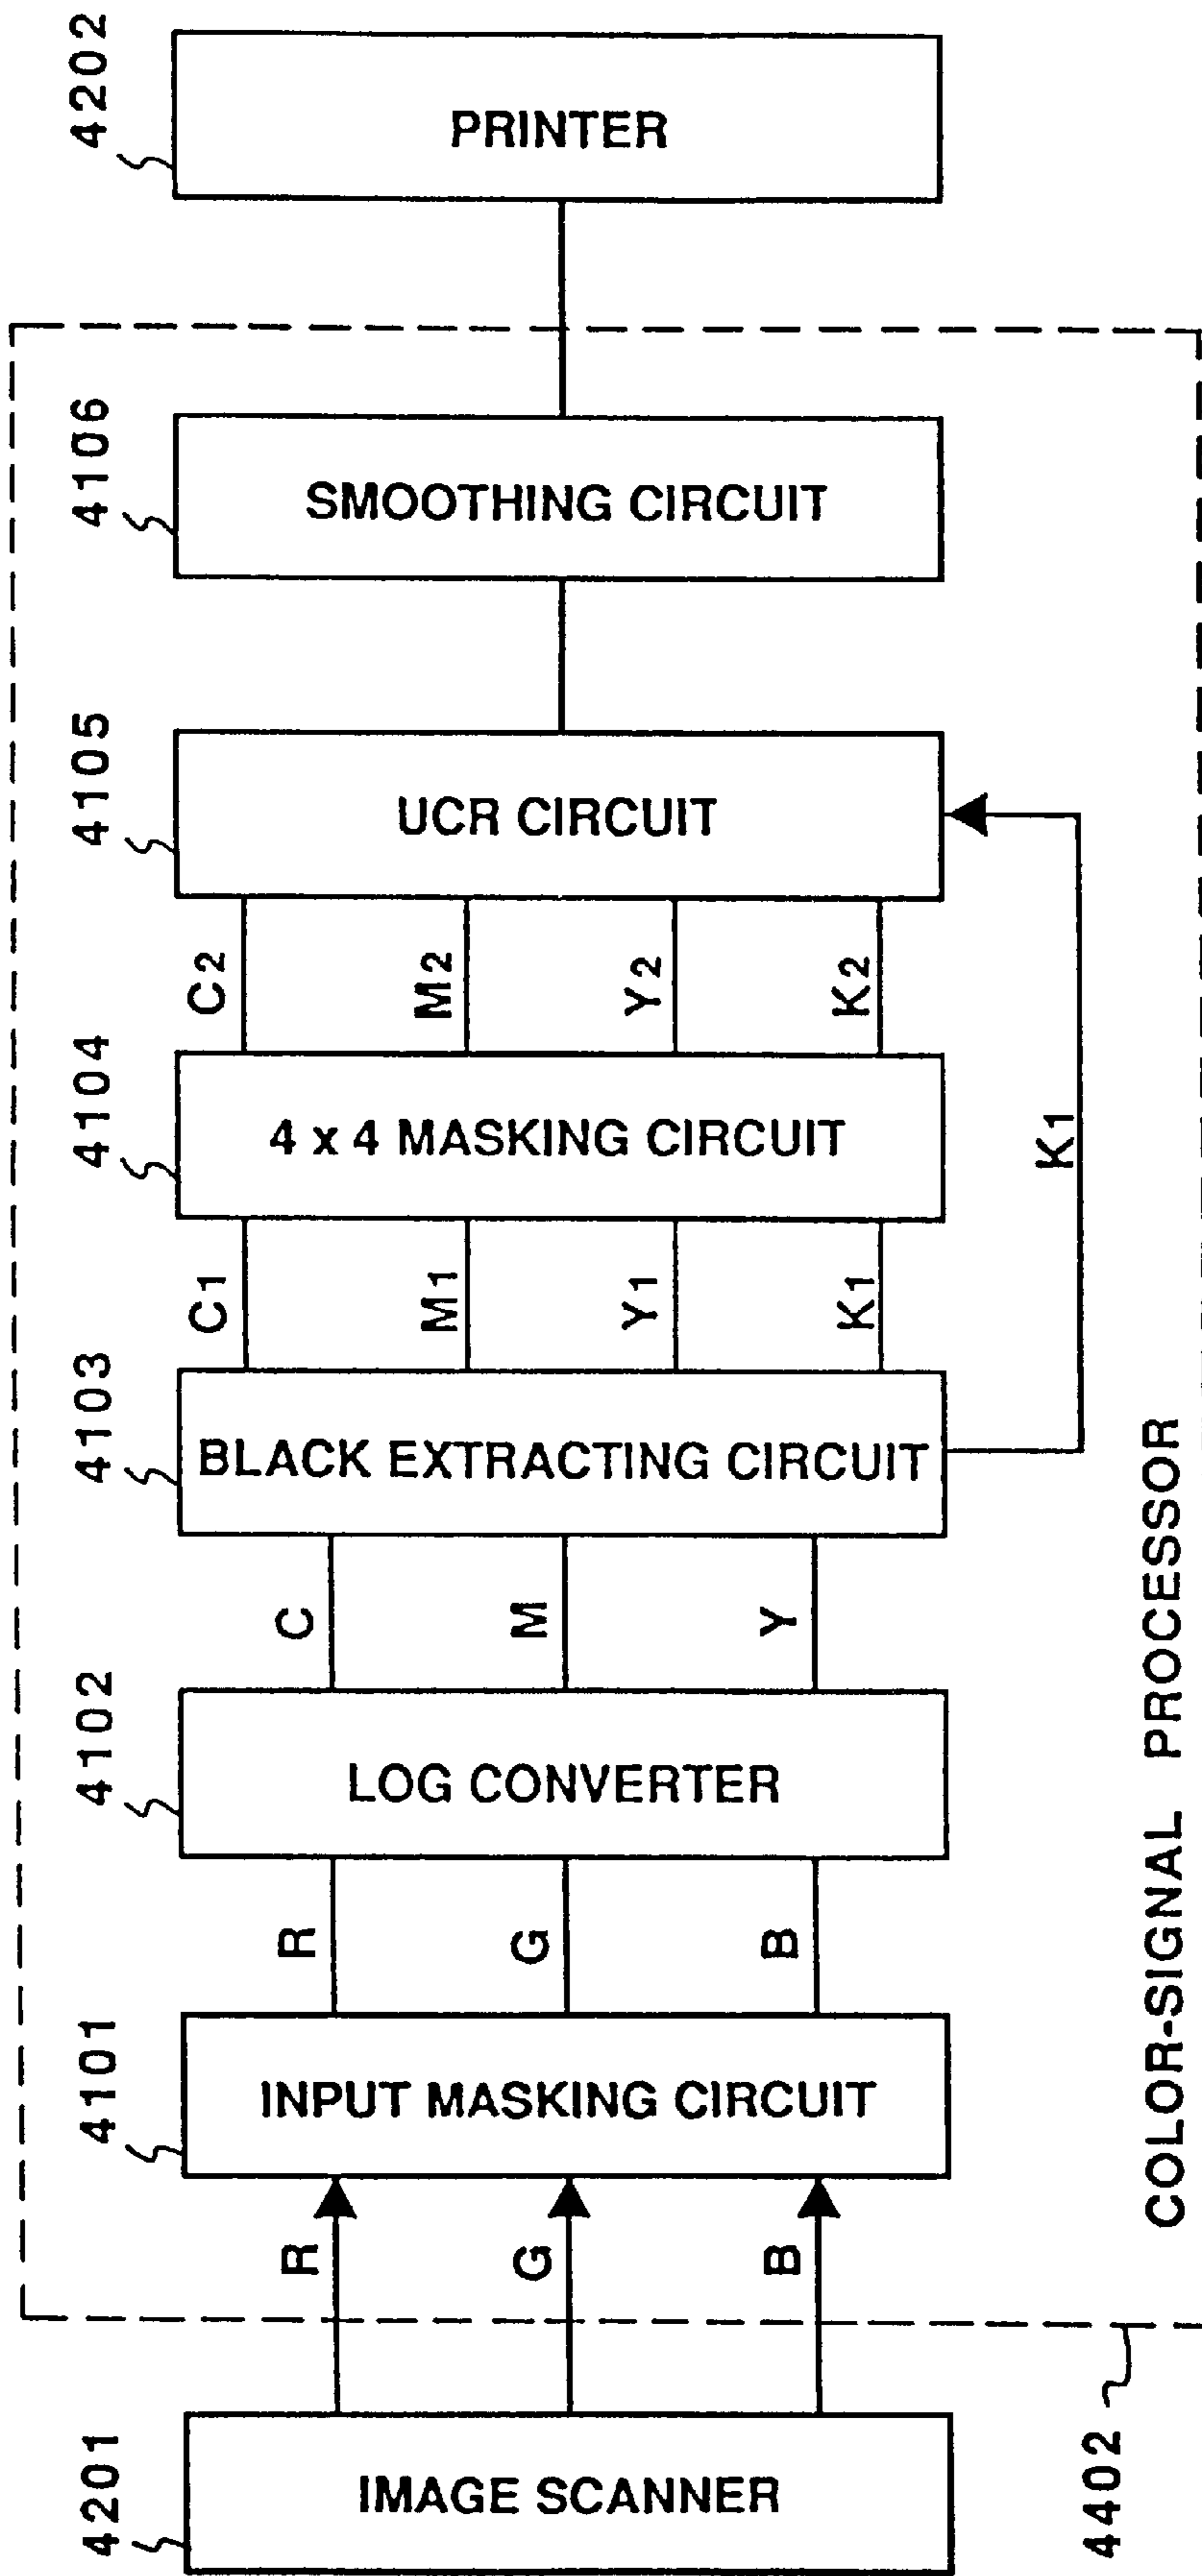 4201
IMAGE SCANNER
R
G
B
4101
INPUT MASKING CIRCUIT
R
G
B
4102
LOG CONVERTER
C
M
Y
4103
BLACK EXTRACTING CIRCUIT
C1
M1
Y1
K1
4104
4 x 4 MASKING CIRCUIT
C2
M2
Y2
K2
K1
4105
UCR CIRCUIT
4106
SMOOTHING CIRCUIT
4202
PRINTER
4402
COLOR-SIGNAL PROCESSOR